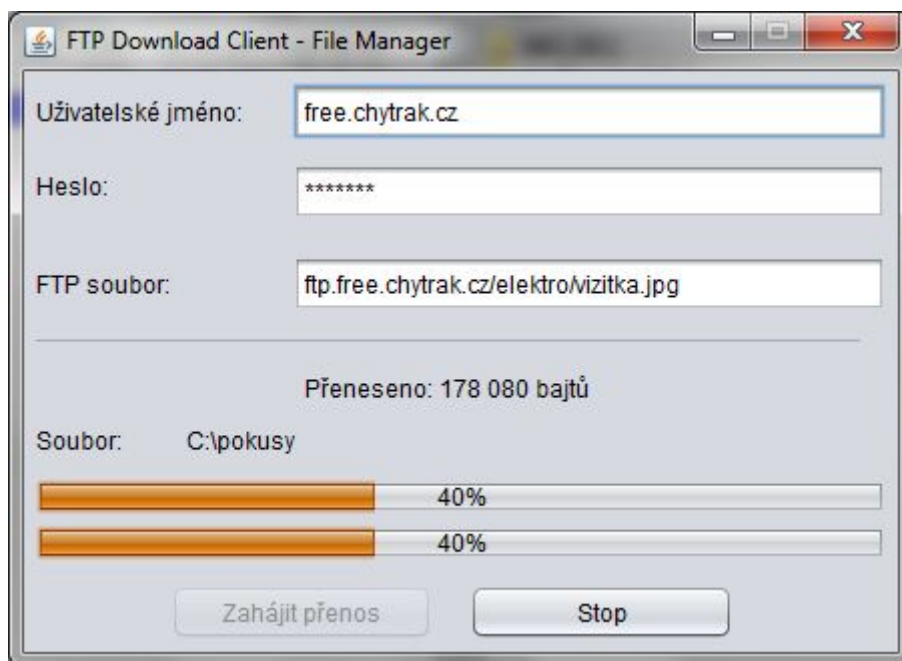 FTP Download Client - File Manager
Uživatelské jméno: free.chytrak.cz
Heslo: *******
FTP soubor: ftp.free.chytrak.cz/elektro/vizitka.jpg
Přeneseno: 178 080 bajtů
Soubor: C:\pokusy
40%
40%
Zahájit přenos Stop